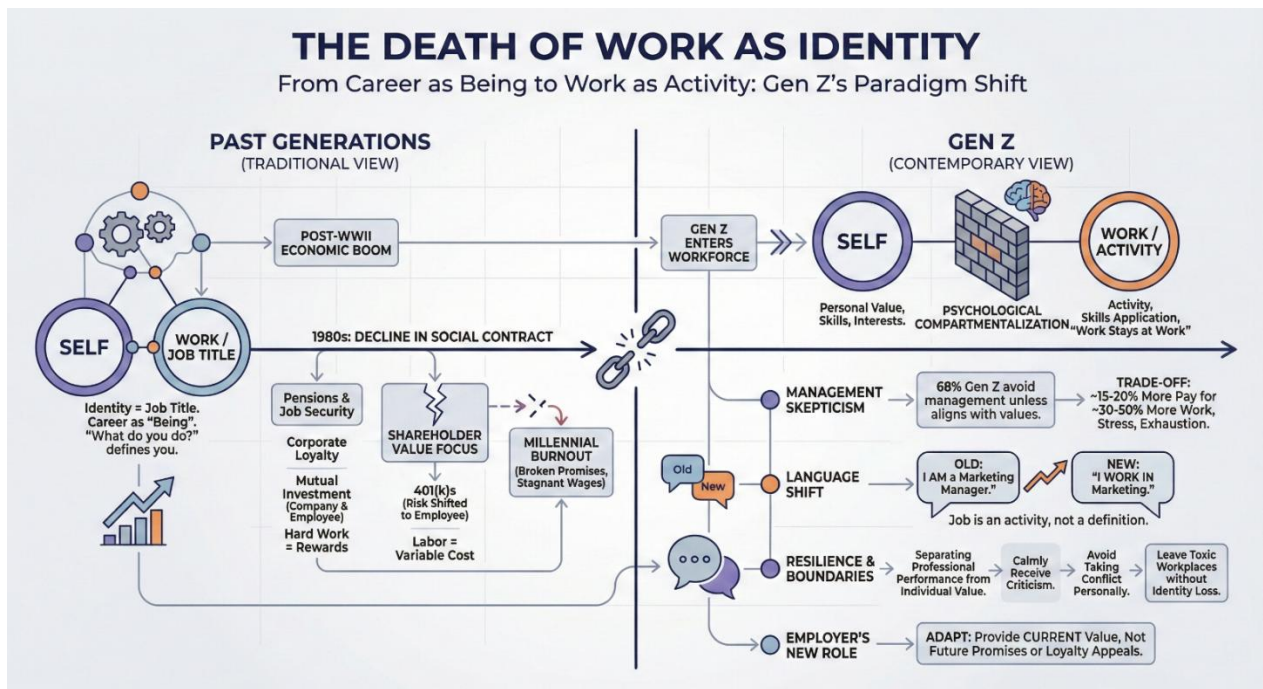 THE DEATH OF WORK AS IDENTITY
From Career as Being to Work as Activity: Gen Z's Paradigm Shift
PAST GENERATIONS
(TRADITIONAL VIEW)
POST-WWII
ECONOMIC BOOM
SELF
WORK /
JOB TITLE
Identity = Job Title.
Career as "Being".
"What do you do?"
defines you.
1980s: DECLINE IN SOCIAL CONTRACT
Pensions &
Job Security
Corporate
Loyalty
Mutual
Investment
(Company &
Employee)
Hard Work
= Rewards
SHAREHOLDER
VALUE FOCUS
401(k)s
(Risk Shifted
to Employee)
Labor =
Variable Cost
MILLENNIAL
BURNOUT
(Broken Promises,
Stagnant Wages)
GEN Z
(CONTEMPORARY VIEW)
GEN Z
ENTERS
WORKFORCE
SELF
Personal Value,
Skills, Interests.
PSYCHOLOGICAL
COMPARTMENTALIZATION
WORK /
ACTIVITY
Activity,
Skills Application,
"Work Stays at Work"
MANAGEMENT
SKEPTICISM
68% Gen Z avoid
management unless
aligns with values.
TRADE-OFF:
~15-20% More Pay for
~30-50% More Work,
Stress, Exhaustion.
Old
New
LANGUAGE
SHIFT
OLD:
I AM a Marketing
Manager."
NEW:
"I WORK IN
Marketing."
Job is an activity, not a definition.
RESILIENCE &
BOUNDARIES
Separating
Professional
Performance from
Individual Value.
Calmly
Receive
Criticism.
Avoid
Taking
Conflict
Personally.
Leave Toxic
Workplaces
without
Identity Loss.
EMPLOYER'S
NEW ROLE
ADAPT: Provide CURRENT Value, Not
Future Promises or Loyalty Appeals.